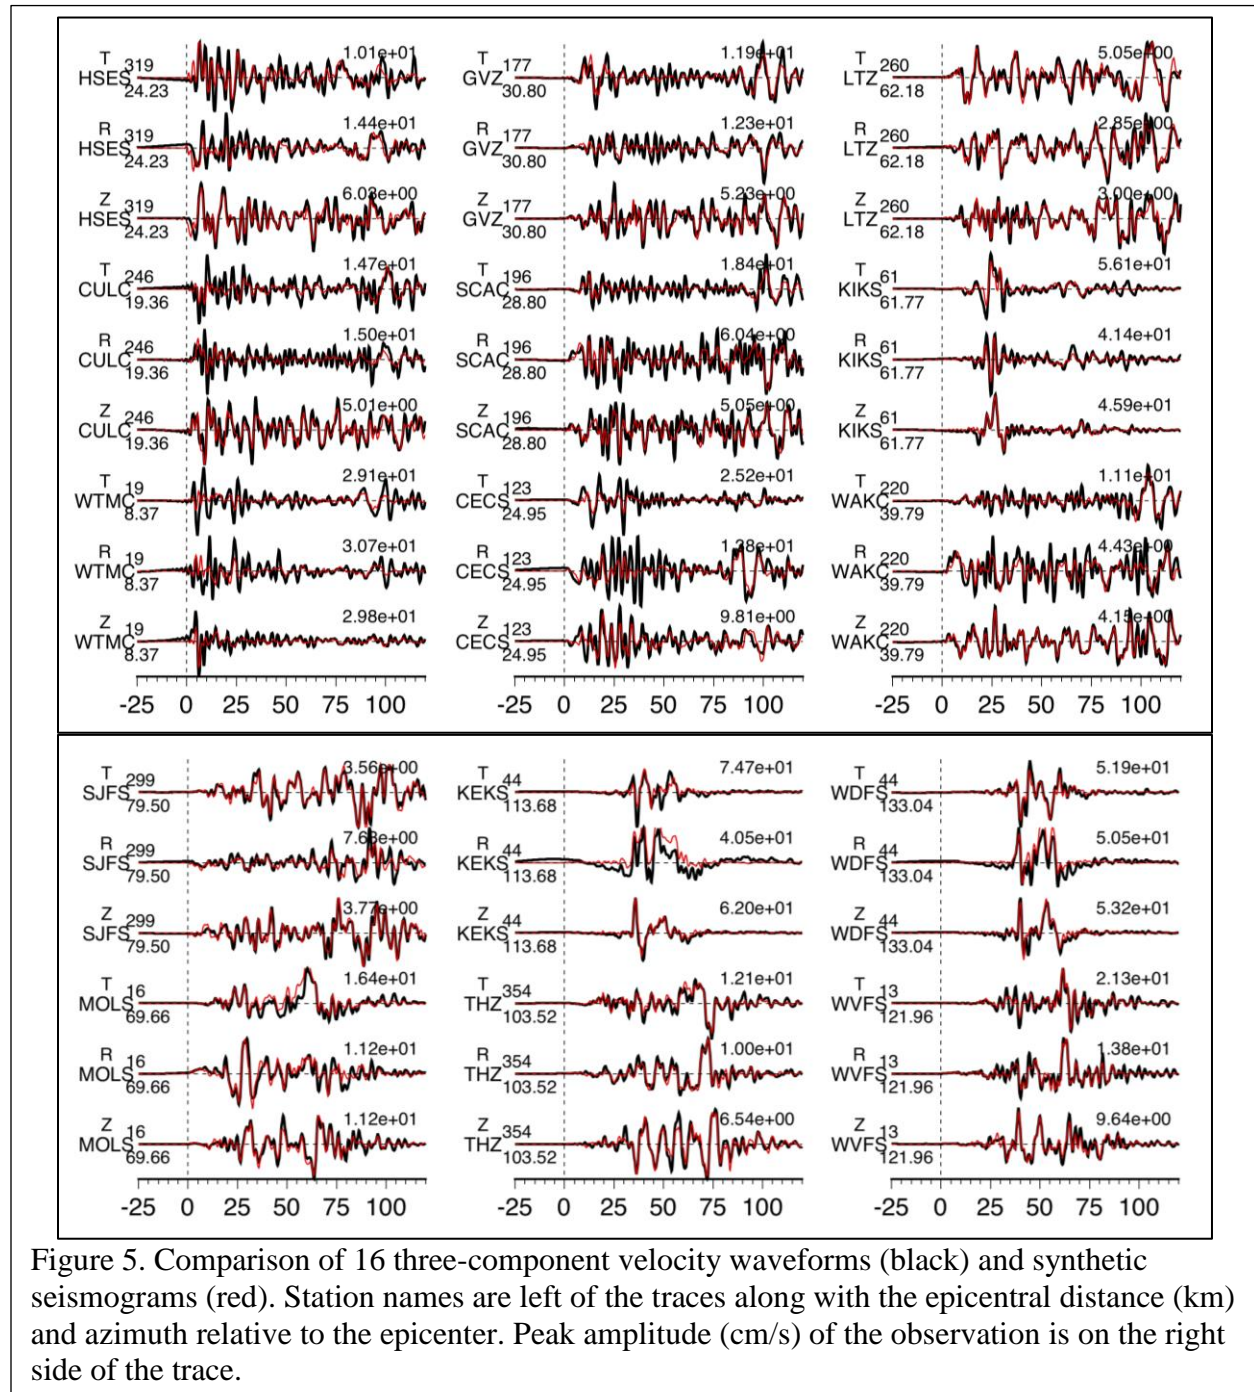 T 319 1.01e+01 T 177 1.19e+01 T 260 5.05e+00
HSES 24.23 GVZ 30.80 LTZ 62.18
R 319 1.44e+01 R 177 1.23e+01 R 260 2.85e+00
HSES 24.23 GVZ 30.80 LTZ 62.18
Z 319 6.03e+00 Z 177 5.23e+00 Z 260 3.00e+00
HSES 24.23 GVZ 30.80 LTZ 62.18
T 246 1.47e+01 T 196 1.84e+01 T 61 5.61e+01
CULC 19.36 SCAC 28.80 KIKS 61.77
R 246 1.50e+01 R 196 6.04e+00 R 61 4.14e+01
CULC 19.36 SCAC 28.80 KIKS 61.77
Z 246 5.01e+00 Z 196 5.05e+00 Z 61 4.59e+01
CULC 19.36 SCAC 28.80 KIKS 61.77
T 19 2.91e+01 T 123 2.52e+01 T 220 1.11e+01
WTMC 8.37 CECS 24.95 WAKC 39.79
R 19 3.07e+01 R 123 1.38e+01 R 220 4.43e+00
WTMC 8.37 CECS 24.95 WAKC 39.79
Z 19 2.98e+01 Z 123 9.81e+00 Z 220 4.15e+00
WTMC 8.37 CECS 24.95 WAKC 39.79
-25 0 25 50 75 100 -25 0 25 50 75 100 -25 0 25 50 75 100
T 299 3.56e+00 T 44 7.47e+01 T 44 5.19e+01
SJFS 79.50 KEKS 113.68 WDFS 133.04
R 299 7.63e+00 R 44 4.05e+01 R 44 5.05e+01
SJFS 79.50 KEKS 113.68 WDFS 133.04
Z 299 3.77e+00 Z 44 6.20e+01 Z 44 5.32e+01
SJFS 79.50 KEKS 113.68 WDFS 133.04
T 16 1.64e+01 T 354 1.21e+01 T 13 2.13e+01
MOLS 69.66 THZ 103.52 WVFS 121.96
R 16 1.12e+01 R 354 1.00e+01 R 13 1.38e+01
MOLS 69.66 THZ 103.52 WVFS 121.96
Z 16 1.12e+01 Z 354 6.54e+00 Z 13 9.64e+00
MOLS 69.66 THZ 103.52 WVFS 121.96
-25 0 25 50 75 100 -25 0 25 50 75 100 -25 0 25 50 75 100
Figure 5. Comparison of 16 three-component velocity waveforms (black) and synthetic
seismograms (red). Station names are left of the traces along with the epicentral distance (km)
and azimuth relative to the epicenter. Peak amplitude (cm/s) of the observation is on the right
side of the trace.